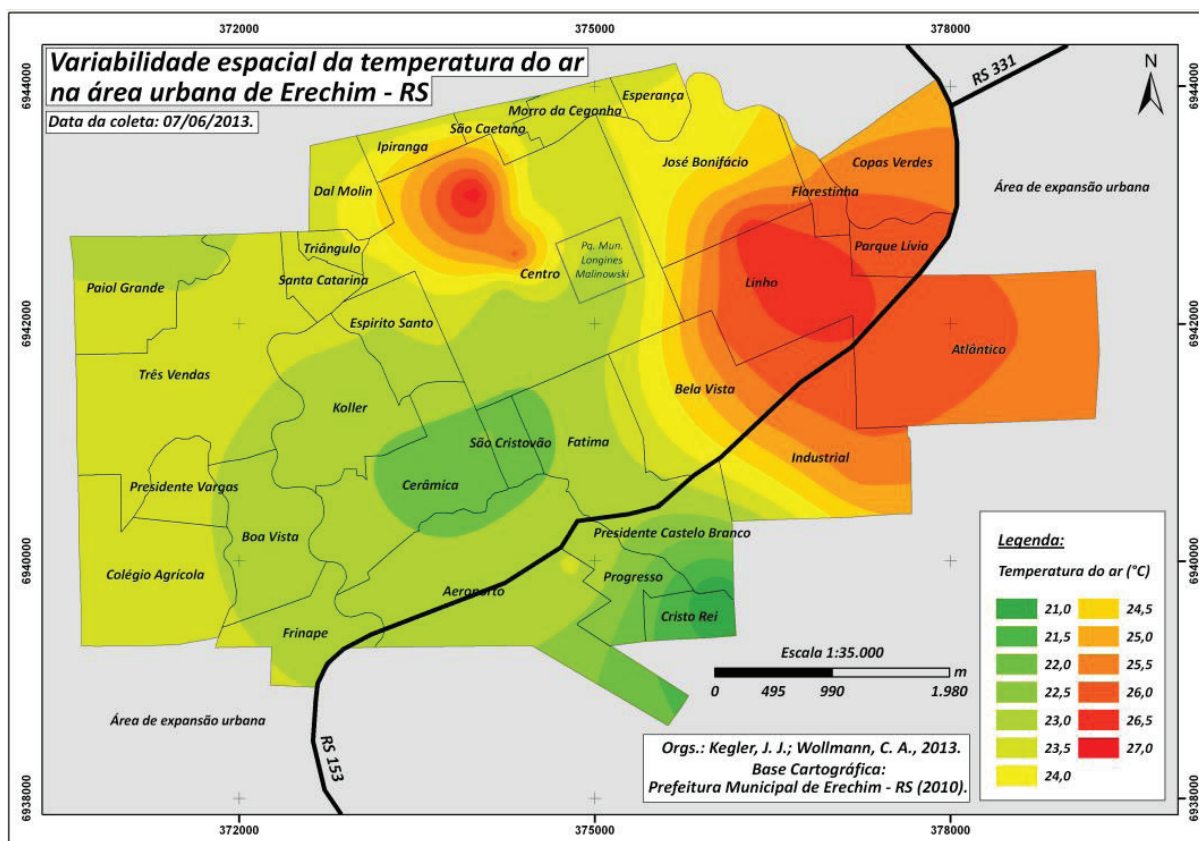 372000
375000
378000
Variabilidade espacial da temperatura do ar
na área urbana de Erechim - RS
Data da coleta: 07/06/2013.
6944000
6944000
RS 331
N
Esperança
Morro da Cegonha
São Caetano
Ipiranga
José Bonifácio
Copas Verdes
Dal Molin
Florestinha
Área de expansão urbana
Triângulo
Pq. Mun.
Longines
Malinowski
Parque Lívia
Centro
Santa Catarina
Paiol Grande
Linho
6942000
6942000
Espirito Santo
Atlântico
Três Vendas
Bela Vista
Koller
São Cristovão
Fatima
Industrial
Presidente Vargas
Cerâmica
Boa Vista
Presidente Castelo Branco
6940000
6940000
Colégio Agrícola
Progresso
Aeroporto
Cristo Rei
Frinape
Legenda:
Temperatura do ar (°C)
21,0
24,5
21,5
25,0
22,0
25,5
22,5
26,0
23,0
26,5
23,5
27,0
24,0
Escala 1:35.000
m
0
495
990
1.980
Área de expansão urbana
RS 153
Orgs.: Kegler, J. J.; Wollmann, C. A., 2013.
Base Cartográfica:
Prefeitura Municipal de Erechim - RS (2010).
6938000
6938000
372000
375000
378000